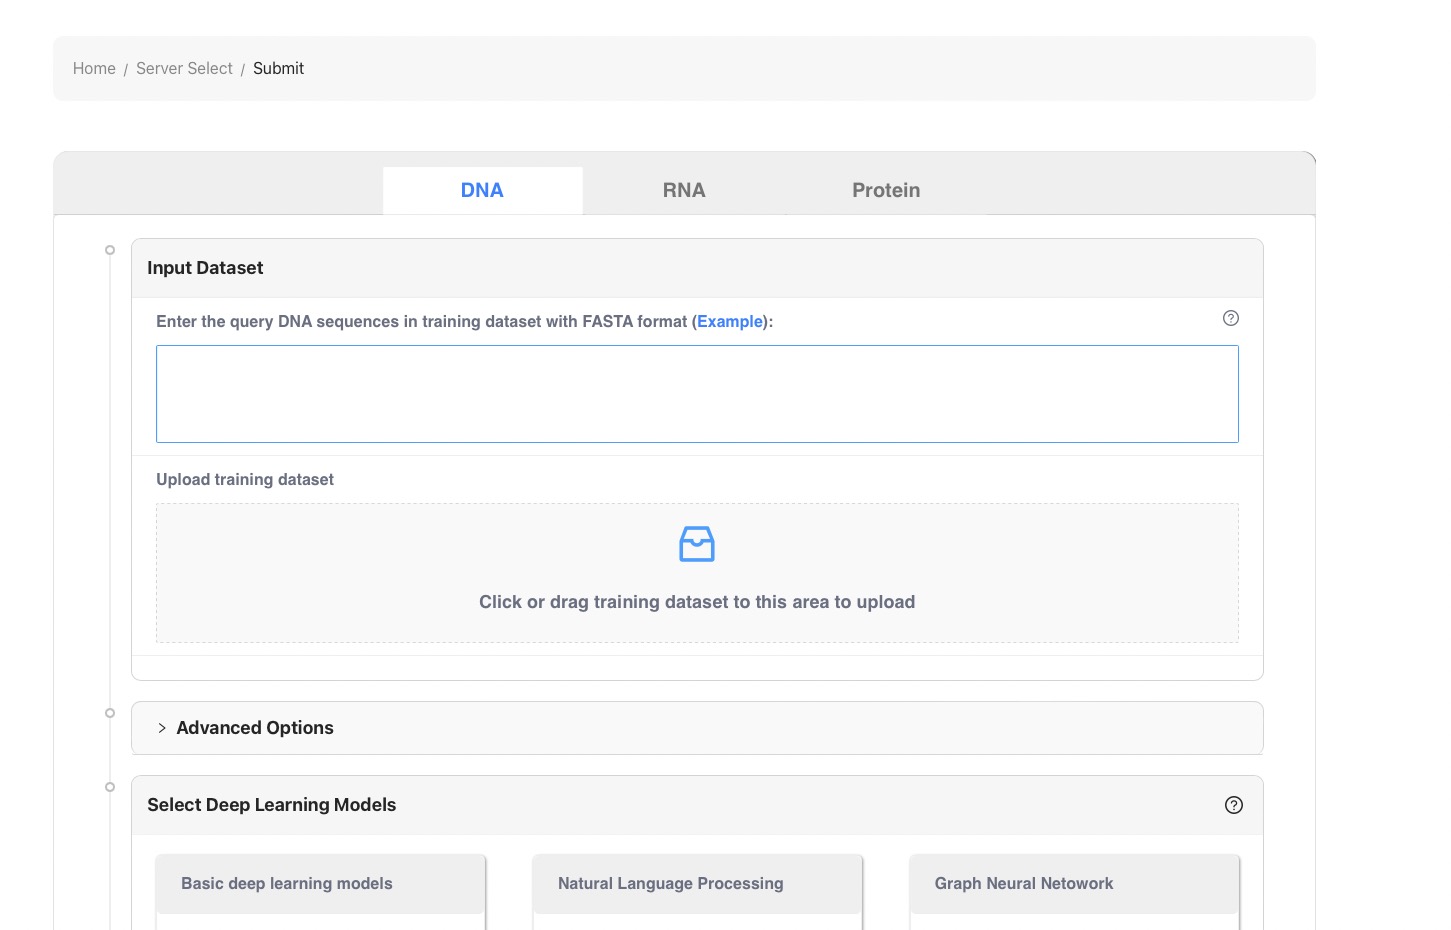 Home / Server Select / Submit
DNA RNA Protein
Input Dataset
Enter the query DNA sequences in training dataset with FASTA format (Example):
Upload training dataset
Click or drag training dataset to this area to upload
> Advanced Options
Select Deep Learning Models
Basic deep learning models Natural Language Processing Graph Neural Netowork